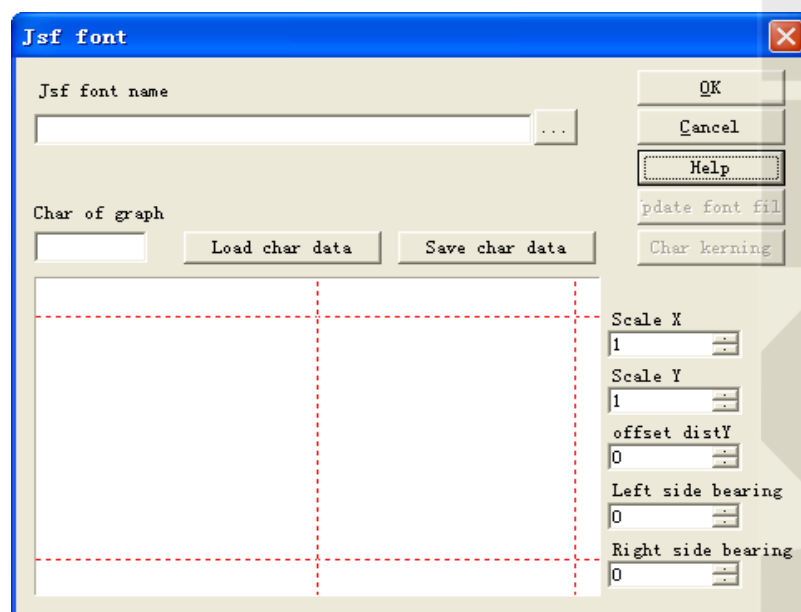 Jsf font
Jsf font name
...
OK
Cancel
Help
pdate font fil
Char kerning
Char of graph
Load char data
Save char data
Scale X
1
Scale Y
1
offset distY
0
Left side bearing
0
Right side bearing
0